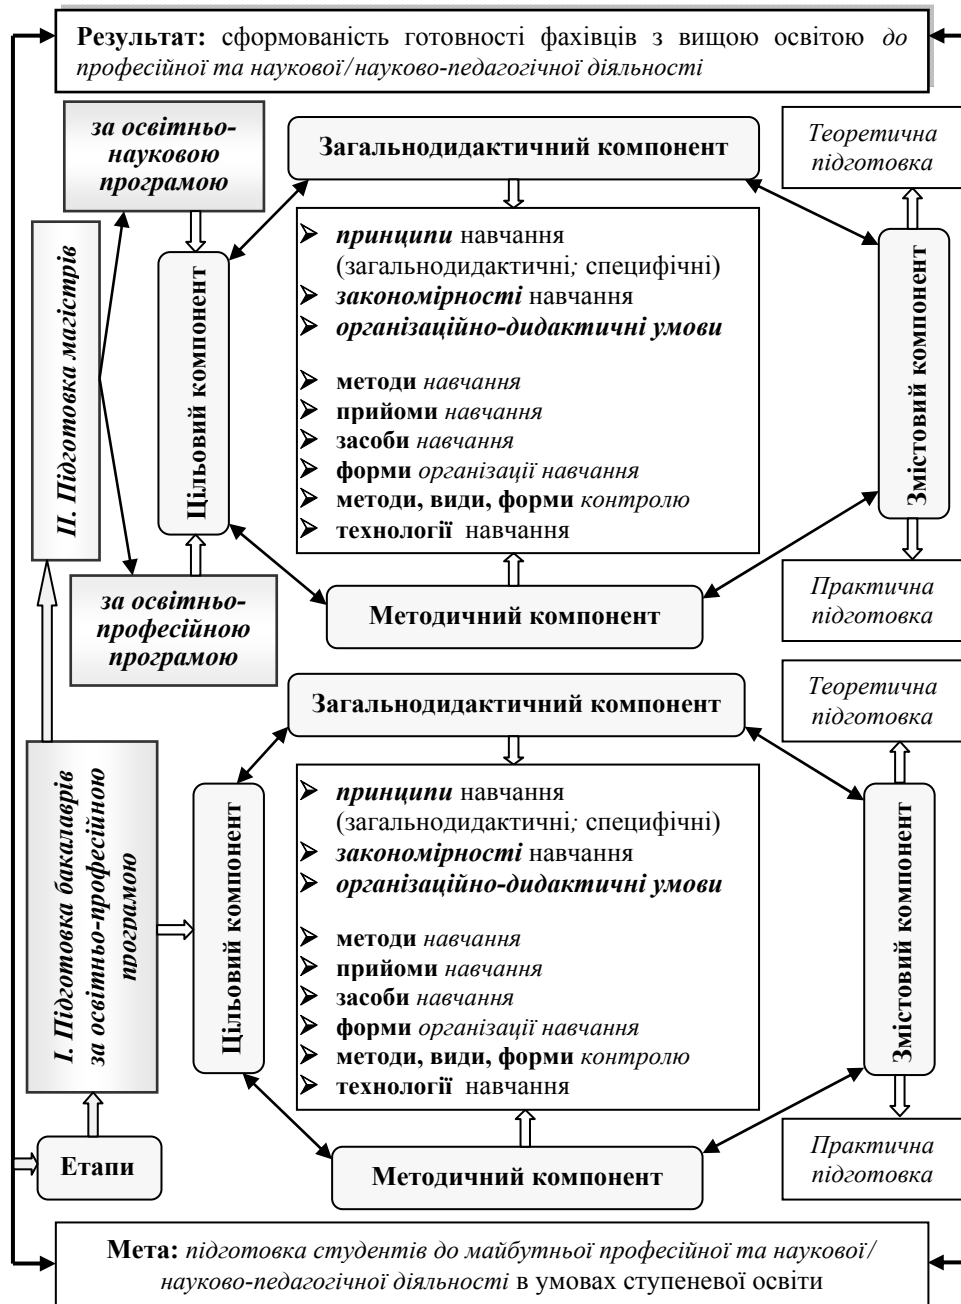 Результат: сформованість готовності фахівців з вищою освітою до
професійної та наукової/науково-педагогічної діяльності
за освітньо-
науковою
програмою
Загальнодидактичний компонент
Теоретична
підготовка
II. Підготовка магістрів
Цільовий компонент
принципи навчання
(загальнодидактичні; специфічні)
закономірності навчання
організаційно-дидактичні умови
методи навчання
прийоми навчання
засоби навчання
форми організації навчання
методи, види, форми контролю
технології навчання
Змістовий компонент
за освітньо-
професійною
програмою
Методичний компонент
Практична
підготовка
Загальнодидактичний компонент
Теоретична
підготовка
I. Підготовка бакалаврів
за освітньо-професійною
програмою
Цільовий компонент
принципи навчання
(загальнодидактичні; специфічні)
закономірності навчання
організаційно-дидактичні умови
методи навчання
прийоми навчання
засоби навчання
форми організації навчання
методи, види, форми контролю
технології навчання
Змістовий компонент
Етапи
Методичний компонент
Практична
підготовка
Мета: підготовка студентів до майбутньої професійної та наукової/
науково-педагогічної діяльності в умовах ступеневої освіти